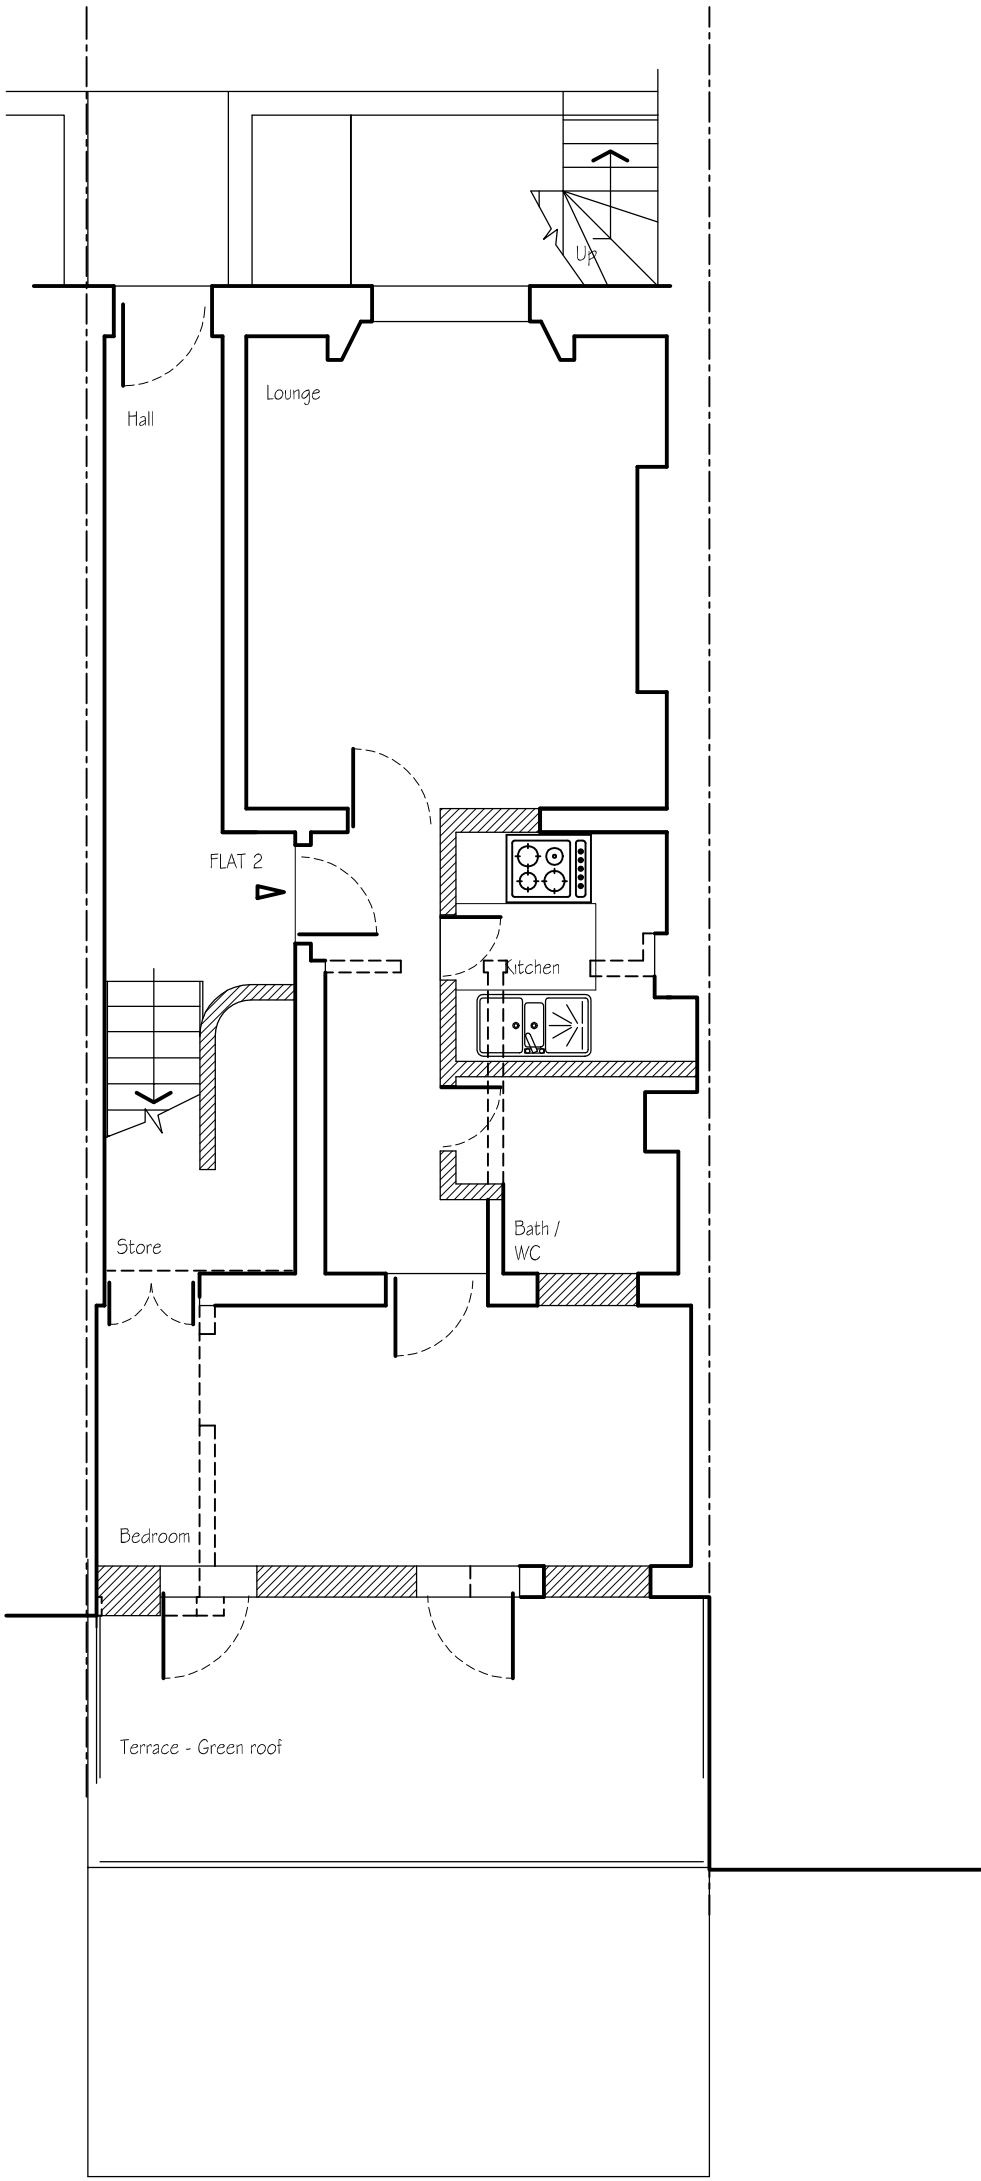 Up
Lounge
Hall
FLAT 2
Kitchen
Bath /
WC
Store
Bedroom
Terrace - Green roof